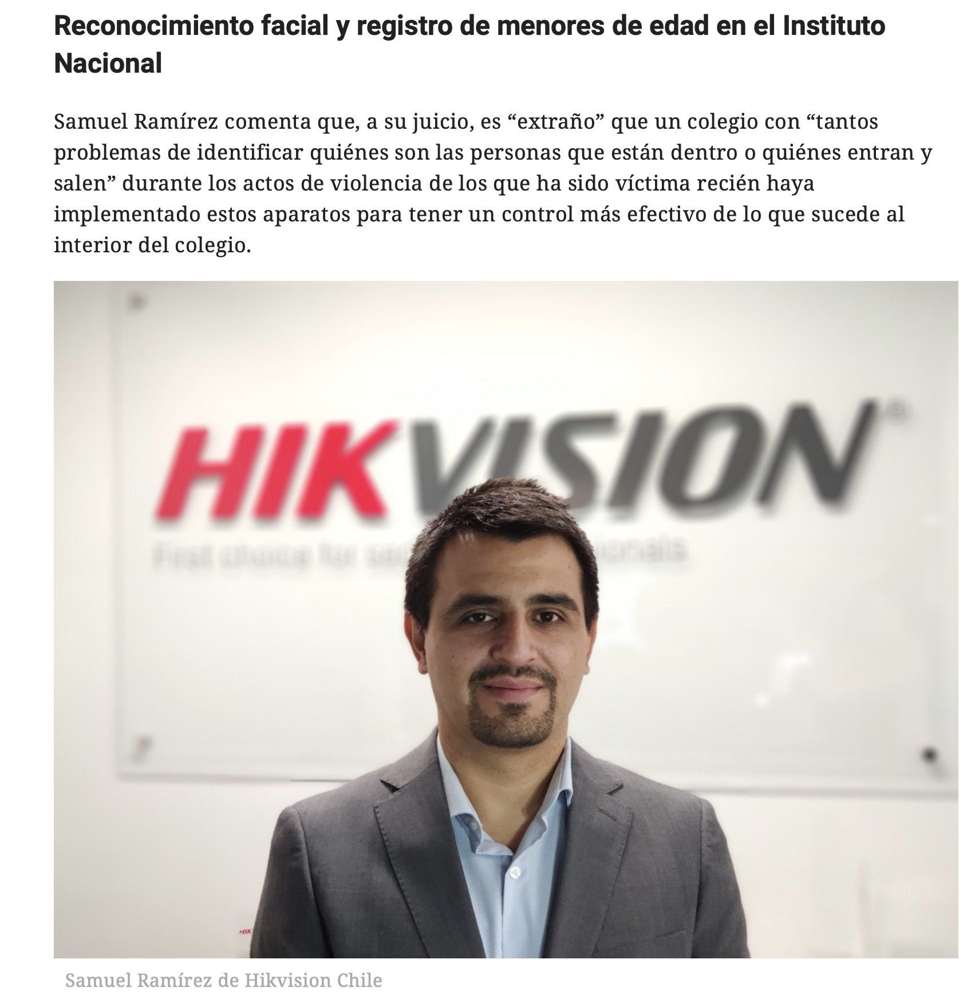 Reconocimiento facial y registro de menores de edad en el Instituto
Nacional
Samuel Ramírez comenta que, a su juicio, es “extraño” que un colegio con “tantos
problemas de identificar quiénes son las personas que están dentro o quiénes entran y
salen” durante los actos de violencia de los que ha sido víctima recién haya
implementado estos aparatos para tener un control más efectivo de lo que sucede al
interior del colegio.
HIKVISION
First choice for
HIK
Samuel Ramírez de Hikvision Chile